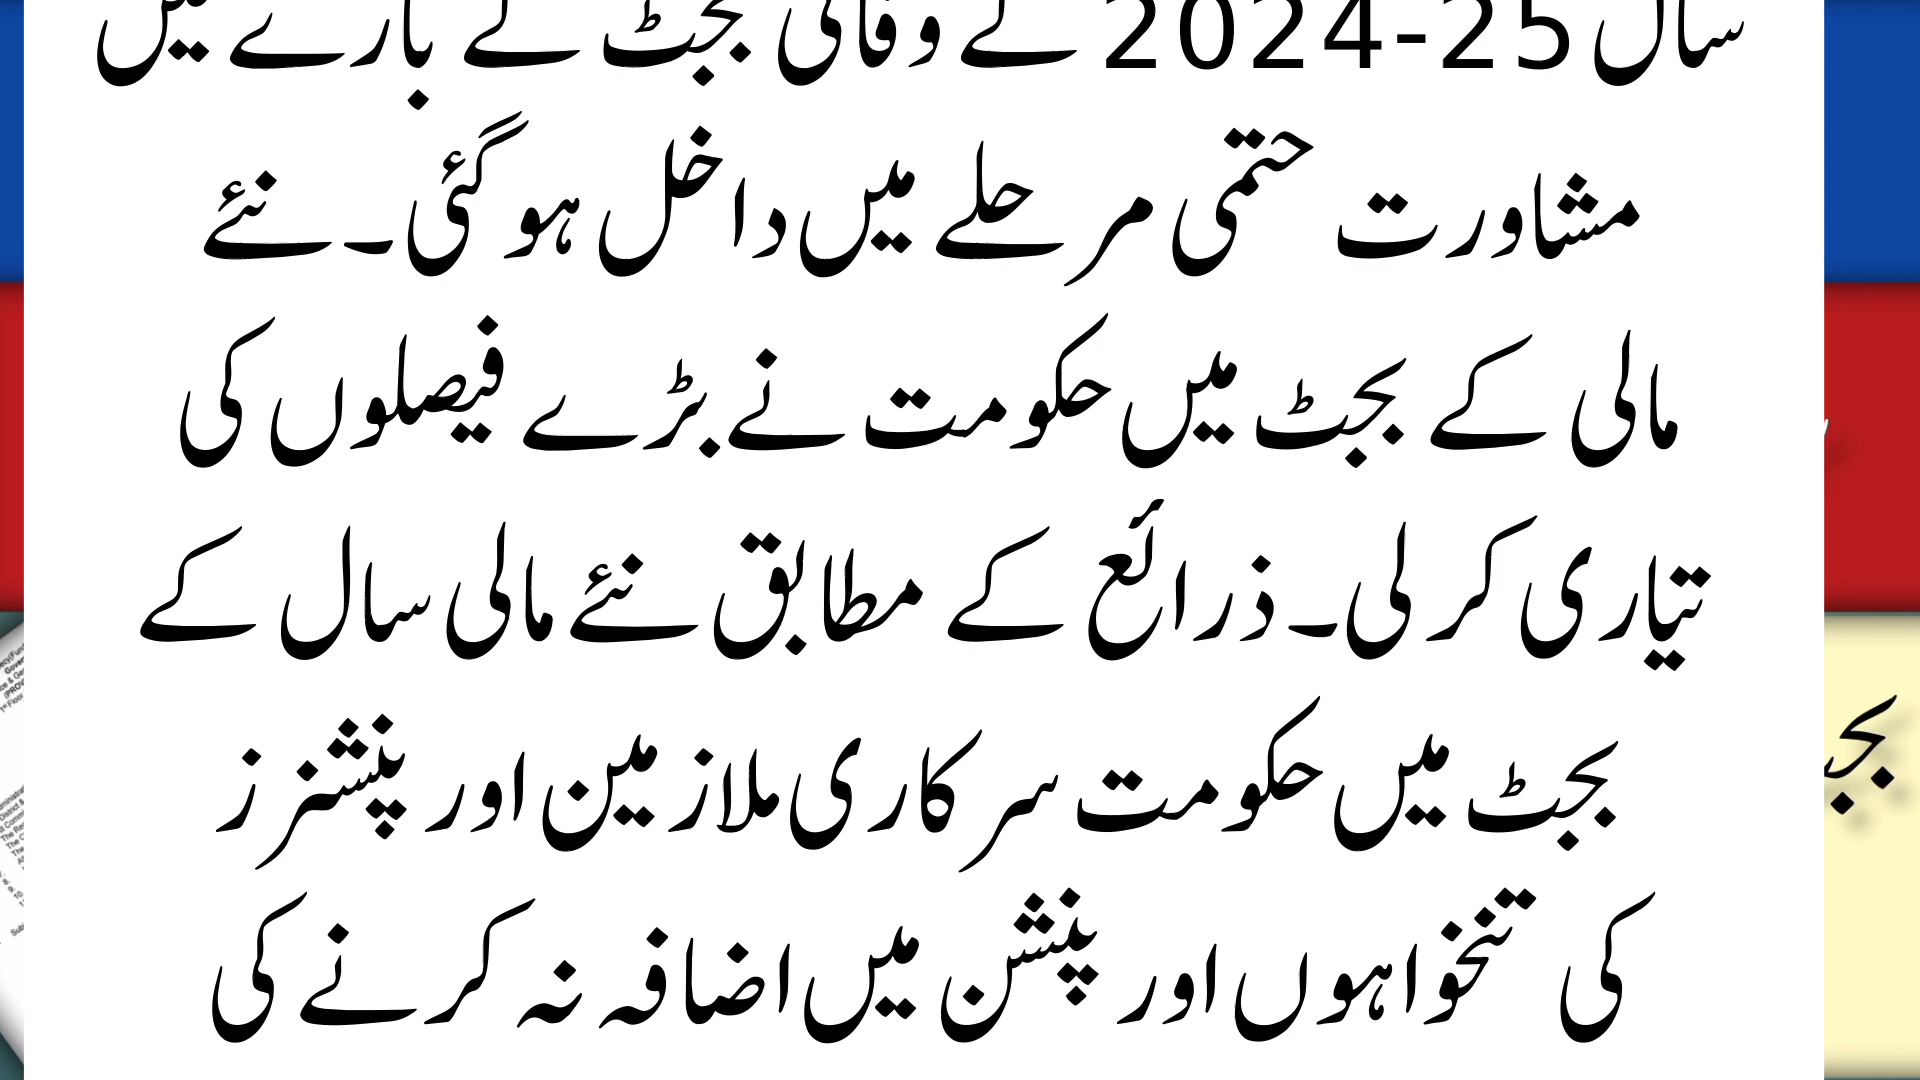 سال 25-2024 کے وفاقی بجٹ کے بارے میں
مشاورت حتمی مرحلے میں داخل ہوگئی۔ نئے
مالی کے بجٹ میں حکومت نے بڑے فیصلوں کی
تیاری کر لی۔ ذرائع کے مطابق نئے مالی سال کے
بجٹ میں حکومت سرکاری ملازمین اور پنشنرز
کی تنخواہوں اور پنشن میں اضافہ نہ کرنے کی